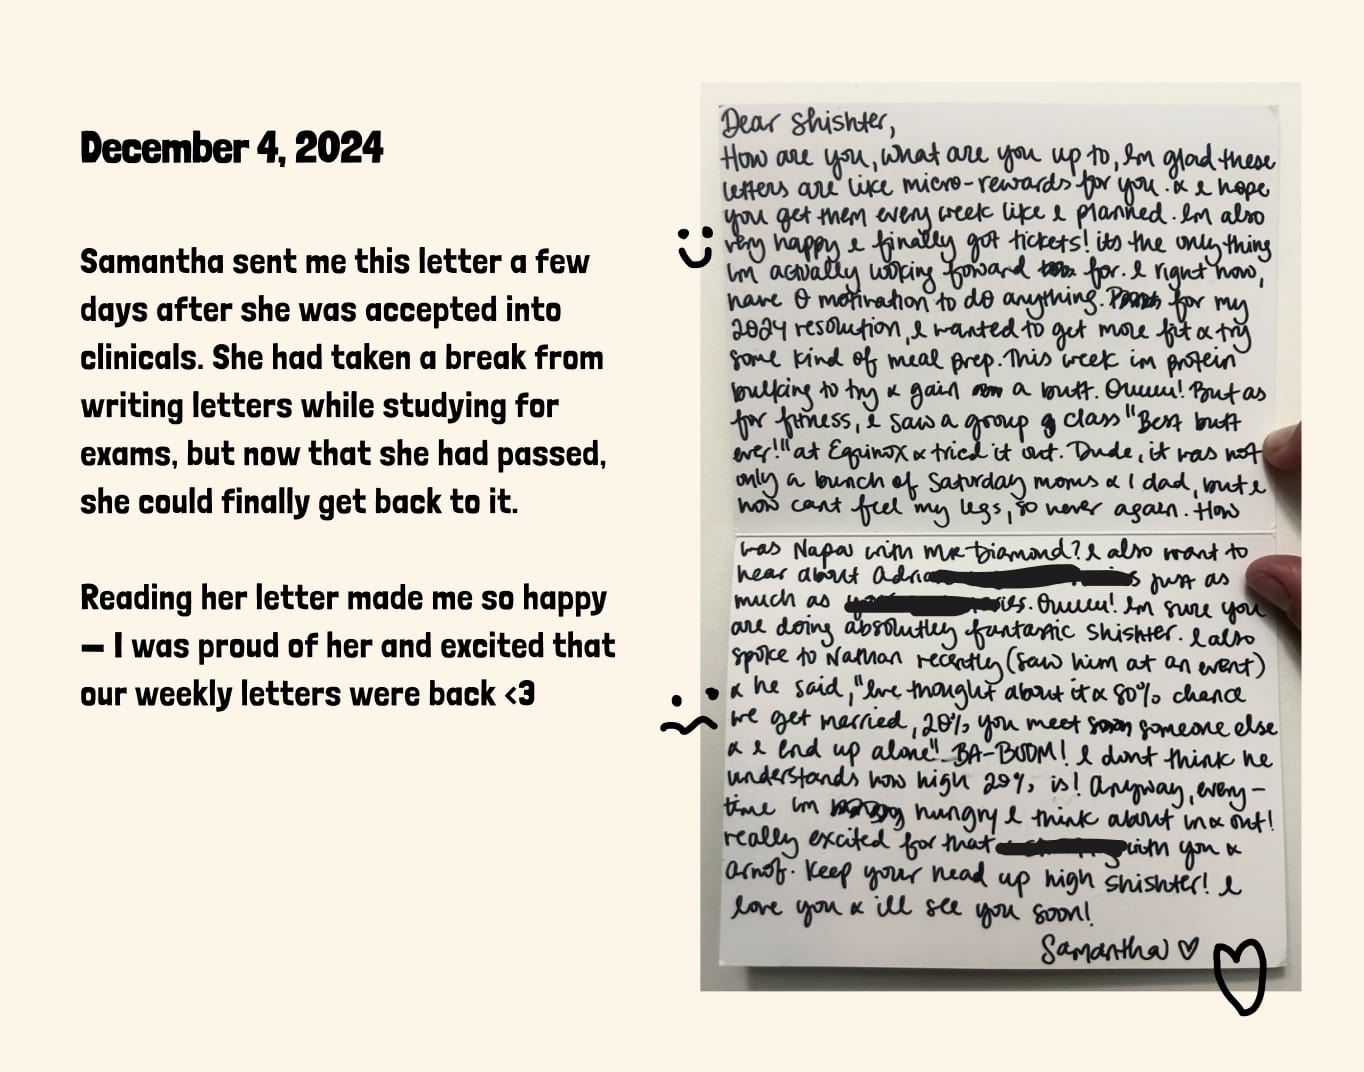 December 4, 2024
Samantha sent me this letter a few
days after she was accepted into
clinicals. She had taken a break from
writing letters while studying for
exams, but now that she had passed,
she could finally get back to it.
Reading her letter made me so happy
— I was proud of her and excited that
our weekly letters were back <3
Dear Shishter,
How are you, what are you up to, Im glad these
letters are like micro-rewards for you. & I hope
you get them every week like I planned. Im also
very happy I finally got tickets! its the only thing
Im actually looking forward for. I right now,
have 0 motivation to do anything. for my
2024 resolution, I wanted to get more fit & try
some kind of meal prep. This week im protein
bulking to try & gain a butt. Ouuuu! But as
for fitness, I saw a group class "Best butt
ever!" at Equinox & tried it out. Dude, it was not
only a bunch of Saturday moms & 1 dad, but I
now cant feel my legs, so never again. How
was Napa with Mr Diamond? I also want to
hear about just as
much as Ouuuu! Im sure you
are doing absolutley fantastic Shishter. I also
spoke to Nathan recently (saw him at an event)
& he said, "Ive thought about it & 80% chance
we get married, 20% you meet someone else
& I end up alone". BA-BOOM! I dont think he
understands how high 20% is! Anyway, every-
time im hungry I think about in & out!
really excited for that with you &
Keep your head up high shishter! I
love you & ill see you soon!
Samantha ♡